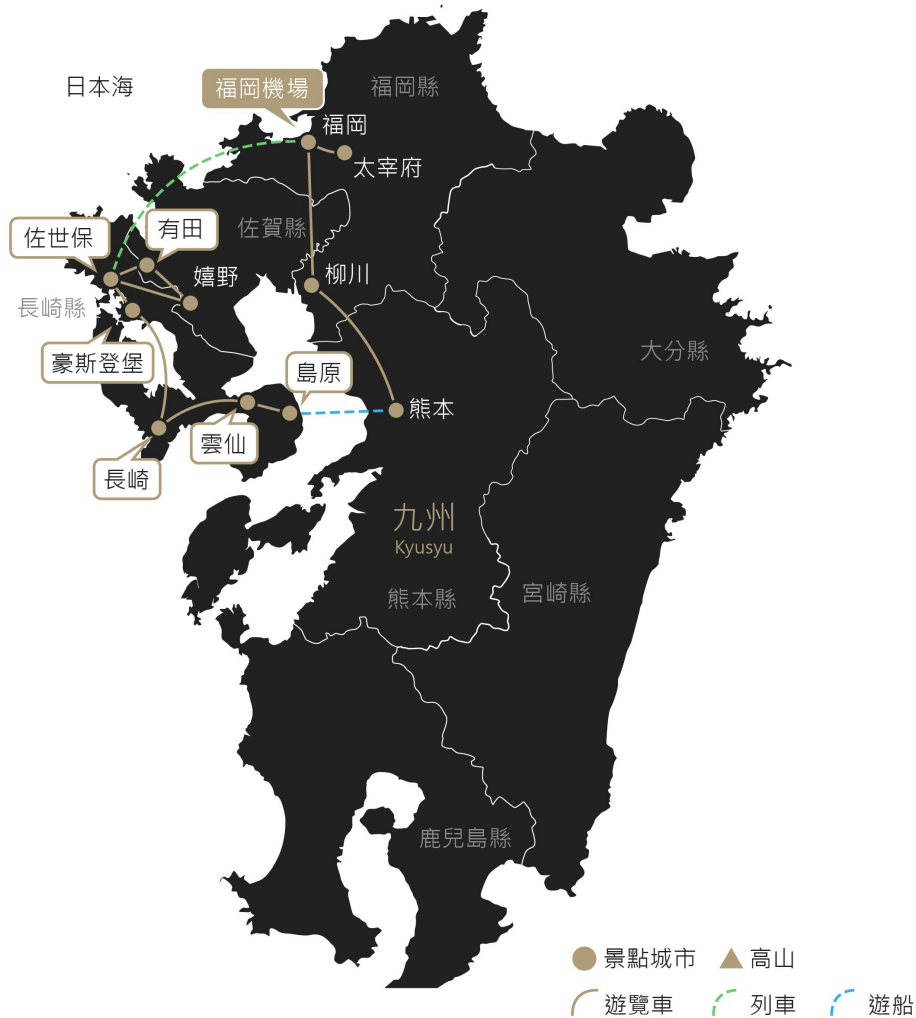 日本海
福岡機場
福岡縣
福岡
太宰府
佐世保
有田
佐賀縣
嬉野
柳川
長崎縣
豪斯登堡
島原
大分縣
熊本
雲仙
長崎
九州
Kyusyu
熊本縣
宮崎縣
鹿兒島縣
景點城市
高山
遊覽車
列車
遊船